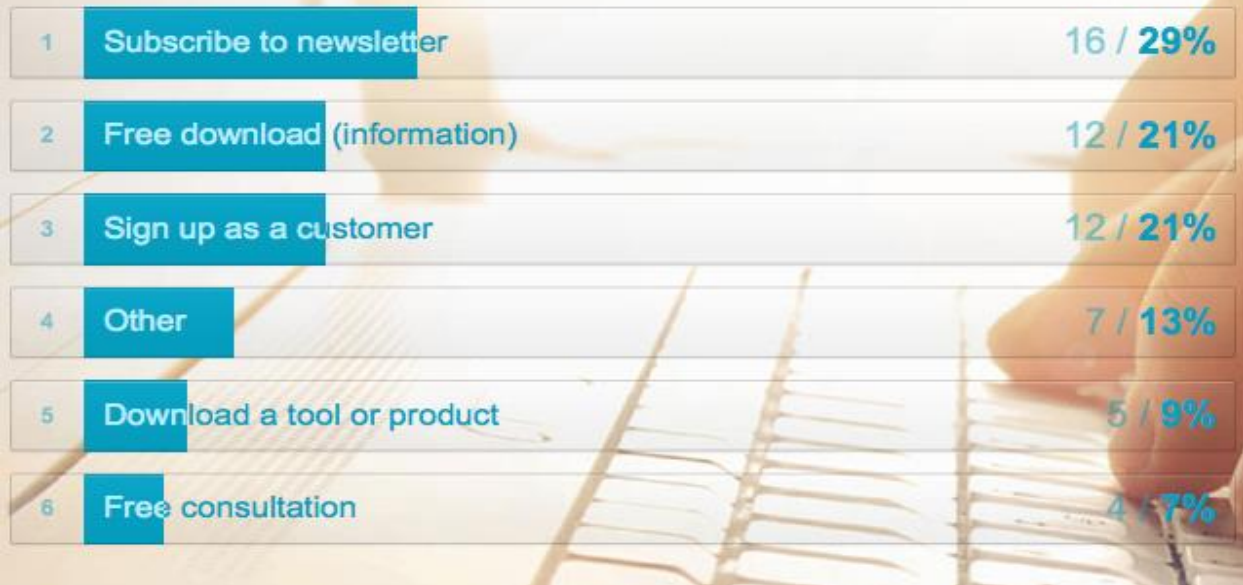 1 Subscribe to newsletter 16 / 29%
2 Free download (information) 12 / 21%
3 Sign up as a customer 12 / 21%
4 Other 7 / 13%
5 Download a tool or product 5 / 9%
6 Free consultation 4 / 7%